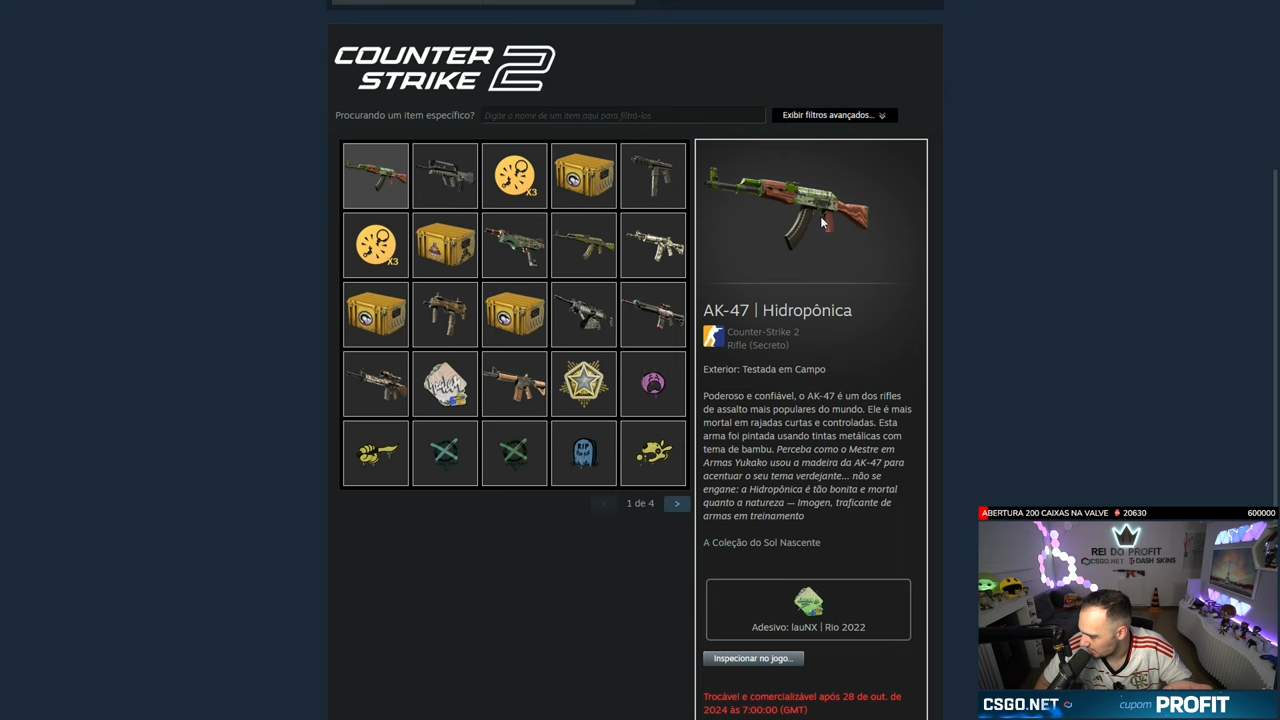 COUNTER
STRIKE 2
Procurando um item específico?
Digite o nome de um item aqui para filtrá-los
Exibir filtros avançados...
X3
X3
RIP
1 de 4
>
AK-47 | Hidropônica
Counter-Strike 2
Rifle (Secreto)
Exterior: Testada em Campo
Poderoso e confiável, o AK-47 é um dos rifles
de assalto mais populares do mundo. Ele é mais
mortal em rajadas curtas e controladas. Esta
arma foi pintada usando tintas metálicas com
tema de bambu. Perceba como o Mestre em
Armas Yukako usou a madeira da AK-47 para
acentuar o seu tema verdejante... não se
engane: a Hidropônica é tão bonita e mortal
quanto a natureza — Imogen, traficante de
armas em treinamento
A Coleção do Sol Nascente
Adesivo: lauNX | Rio 2022
Inspecionar no jogo...
Trocável e comercializável após 28 de out. de
2024 às 7:00:00 (GMT)
ABERTURA 200 CAIXAS NA VALVE 20630 600000
REI DO PROFIT
CSGO.NET DASH SKINS
CSGO.NET cupom PROFIT